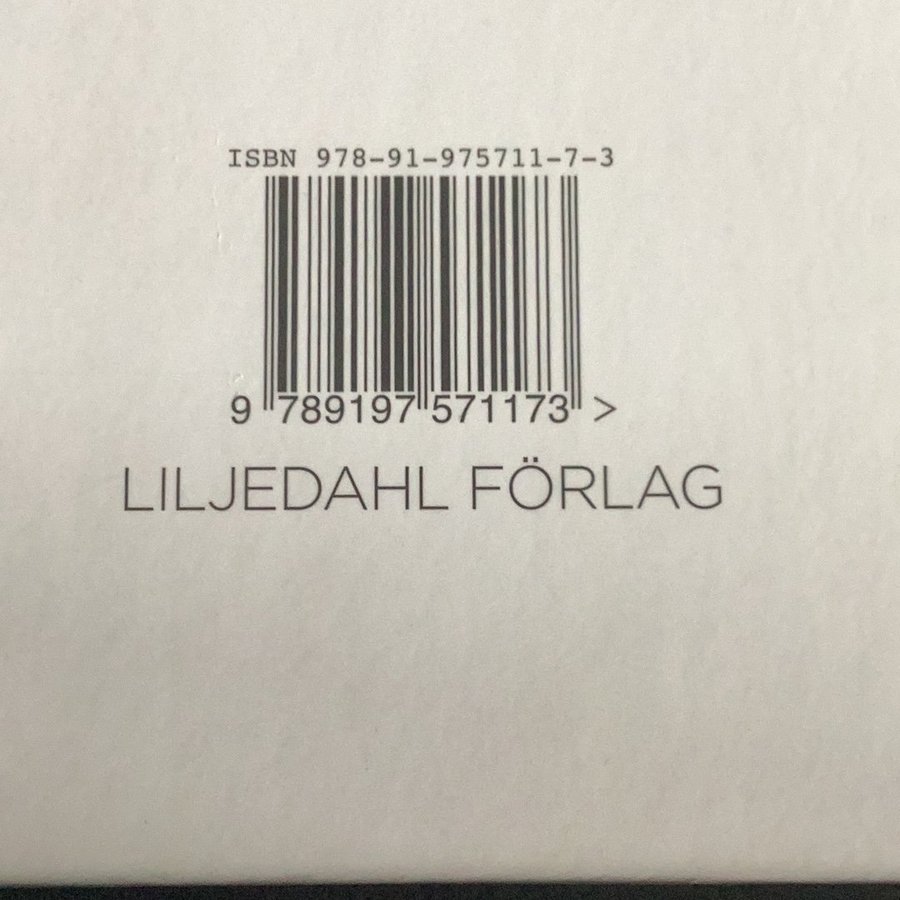 ISBN 978-91-975711-7-3
9 789197 571173 >
LILJEDAHL FÖRLAG